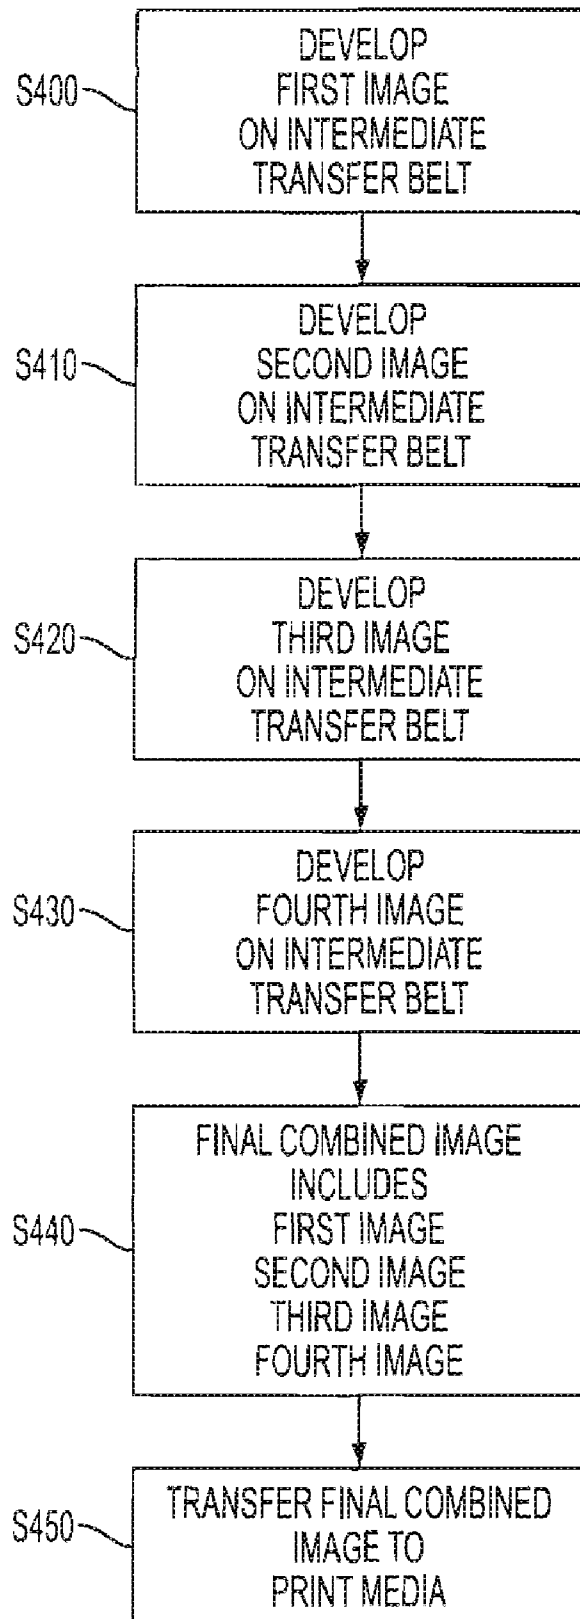 DEVELOP
S400
FIRST IMAGE
ON INTERMEDIATE
TRANSFER BELT
DEVELOP
S410
SECOND IMAGE
ON INTERMEDIATE
TRANSFER BELT
DEVELOP
S420
THIRD IMAGE
ON INTERMEDIATE
TRANSFER BELT
DEVELOP
S430
FOURTH IMAGE
ON INTERMEDIATE
TRANSFER BELT
FINAL COMBINED IMAGE
INCLUDES
S440
FIRST IMAGE
SECOND IMAGE
THIRD IMAGE
FOURTH IMAGE
TRANSFER FINAL COMBINED
S450
IMAGE TO
PRINT MEDIA